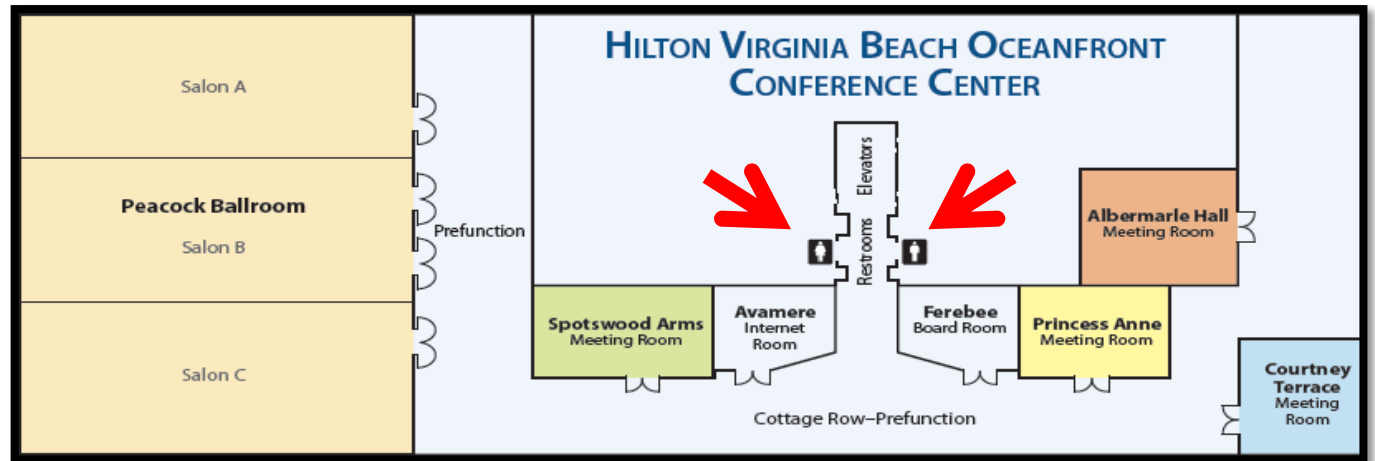 HILTON VIRGINIA BEACH OCEANFRONT
CONFERENCE CENTER
Salon A
Peacock Ballroom
Salon B
Salon C
Prefunction
Elevators
Restrooms
Spotswood Arms
Meeting Room
Avamere
Internet
Room
Ferebee
Board Room
Princess Anne
Meeting Room
Albermarle Hall
Meeting Room
Courtney
Terrace
Meeting
Room
Cottage Row–Prefunction